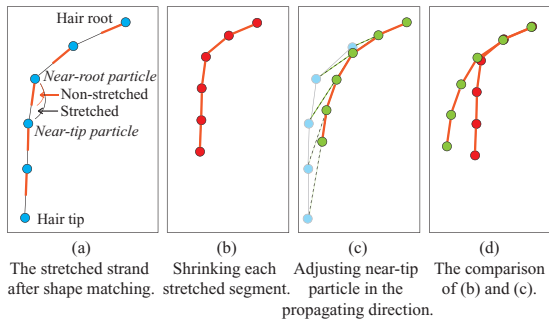 Hair root
Near-root particle
Non-stretched
Stretched
Near-tip particle
Hair tip
(a)
The stretched strand
after shape matching.
(b)
Shrinking each
stretched segment.
(c)
Adjusting near-tip
particle in the
propagating direction.
(d)
The comparison
of (b) and (c).